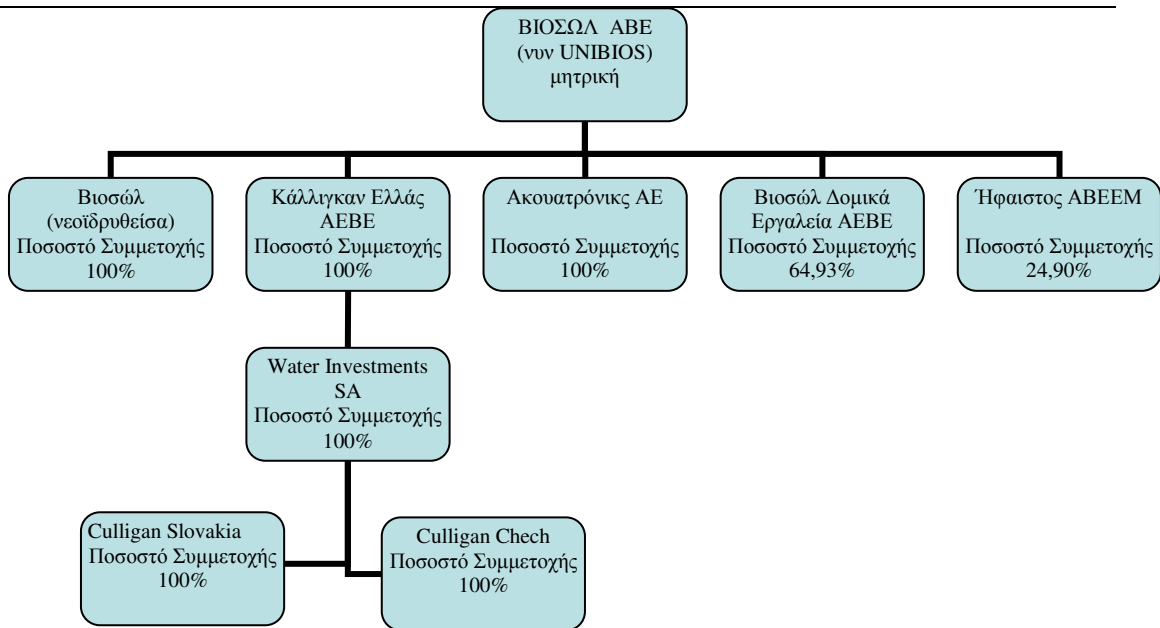 ΒΙΟΣΩΛ ΑΒΕ
(νυν UNIBIOS)
μητρική
Βιοσώλ
(νεοϊδρυθείσα)
Ποσοστό Συμμετοχής
100%
Κάλλιγκαν Ελλάς
ΑΕΒΕ
Ποσοστό Συμμετοχής
100%
Ακουατρόνικς ΑΕ
Ποσοστό Συμμετοχής
100%
Βιοσώλ Δομικά
Εργαλεία ΑΕΒΕ
Ποσοστό Συμμετοχής
64,93%
Ήφαιστος ΑΒΕΕΜ
Ποσοστό Συμμετοχής
24,90%
Water Investments
SA
Ποσοστό Συμμετοχής
100%
Culligan Slovakia
Ποσοστό Συμμετοχής
100%
Culligan Chech
Ποσοστό Συμμετοχής
100%